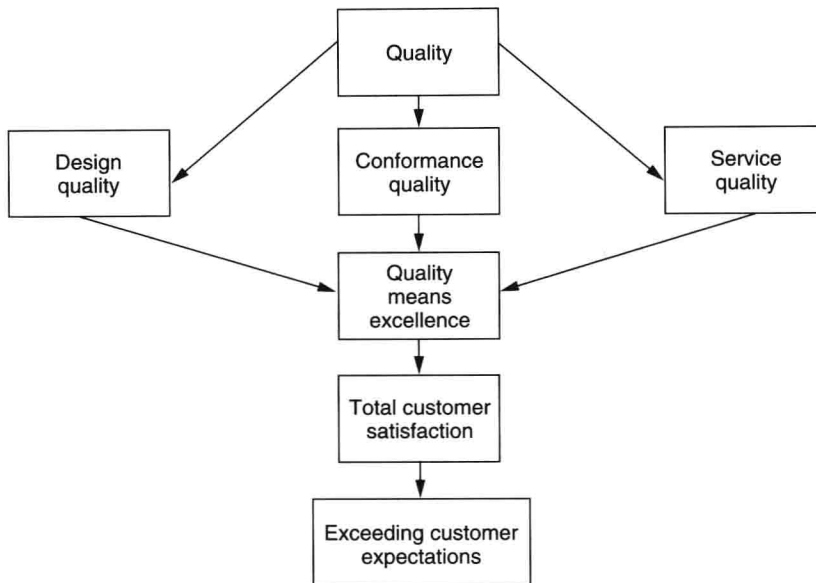 Quality
Design
quality
Conformance
quality
Service
quality
Quality
means
excellence
Total customer
satisfaction
Exceeding customer
expectations